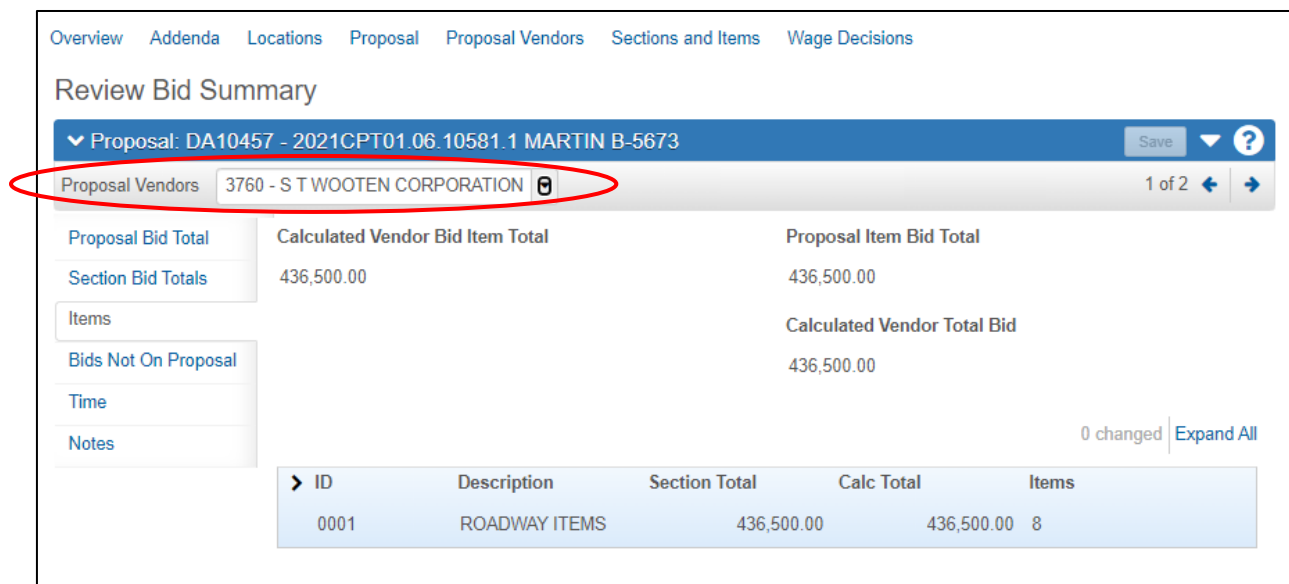 Overview Addenda Locations Proposal Proposal Vendors Sections and Items Wage Decisions
Review Bid Summary
Proposal: DA10457 - 2021CPT01.06.10581.1 MARTIN B-5673 Save ?
Proposal Vendors 3760 - S T WOOTEN CORPORATION 1 of 2
Proposal Bid Total
Section Bid Totals
Items
Bids Not On Proposal
Time
Notes
Calculated Vendor Bid Item Total Proposal Item Bid Total
436,500.00 436,500.00
Calculated Vendor Total Bid
436,500.00
0 changed Expand All
ID Description Section Total Calc Total Items
0001 ROADWAY ITEMS 436,500.00 436,500.00 8